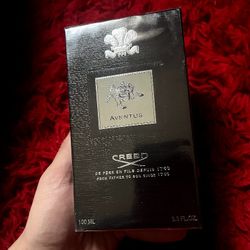 AVENTUS
CREED
DE PERE EN FILS DEPUIS 1760
FROM FATHER TO SON SINCE 1760
100 ML
3.3 FL.OZ.